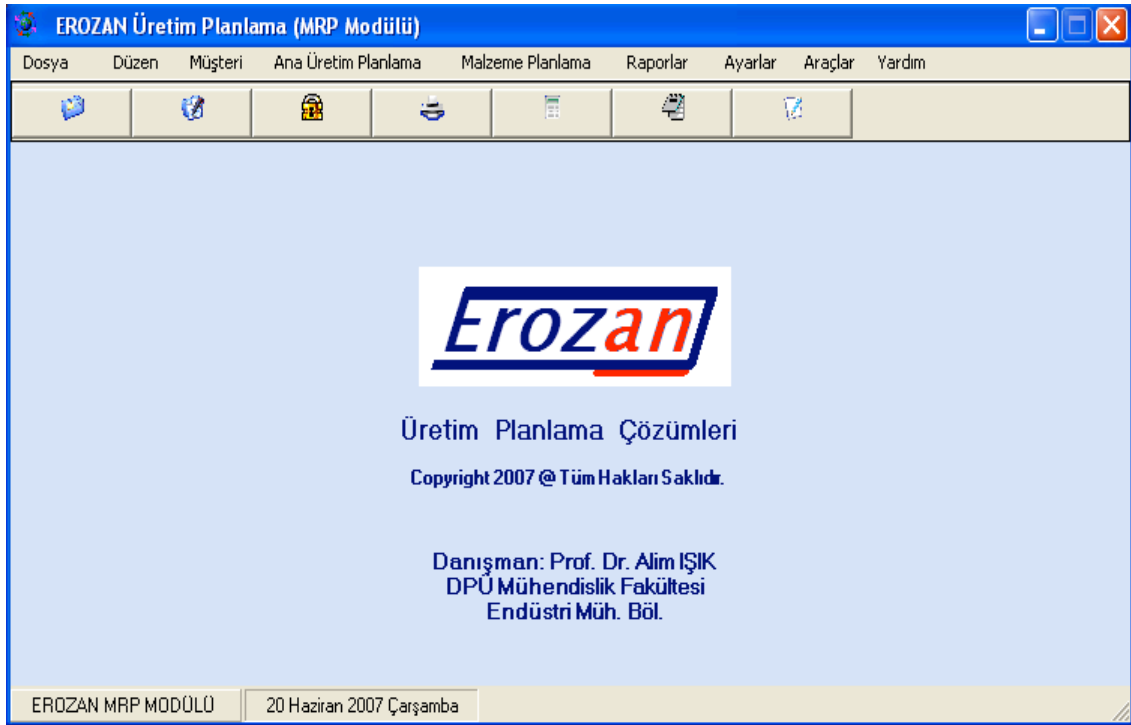 EROZAN Üretim Planlama (MRP Modülü)
Dosya Düzen Müşteri Ana Üretim Planlama Malzeme Planlama Raporlar Ayarlar Araçlar Yardım
Erozan
Üretim Planlama Çözümleri
Copyright 2007 @ Tüm Hakları Saklıdır.
Danışman: Prof. Dr. Alim IŞIK
DPÜ Mühendislik Fakültesi
Endüstri Müh. Böl.
EROZAN MRP MODÜLÜ 20 Haziran 2007 Çarşamba